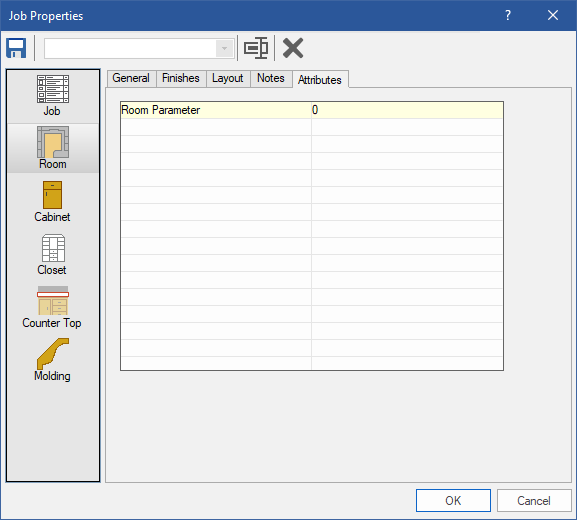 Job Properties
?
General Finishes Layout Notes Attributes
Job
Room
Cabinet
Closet
Counter Top
Molding
Room Parameter 0
OK Cancel